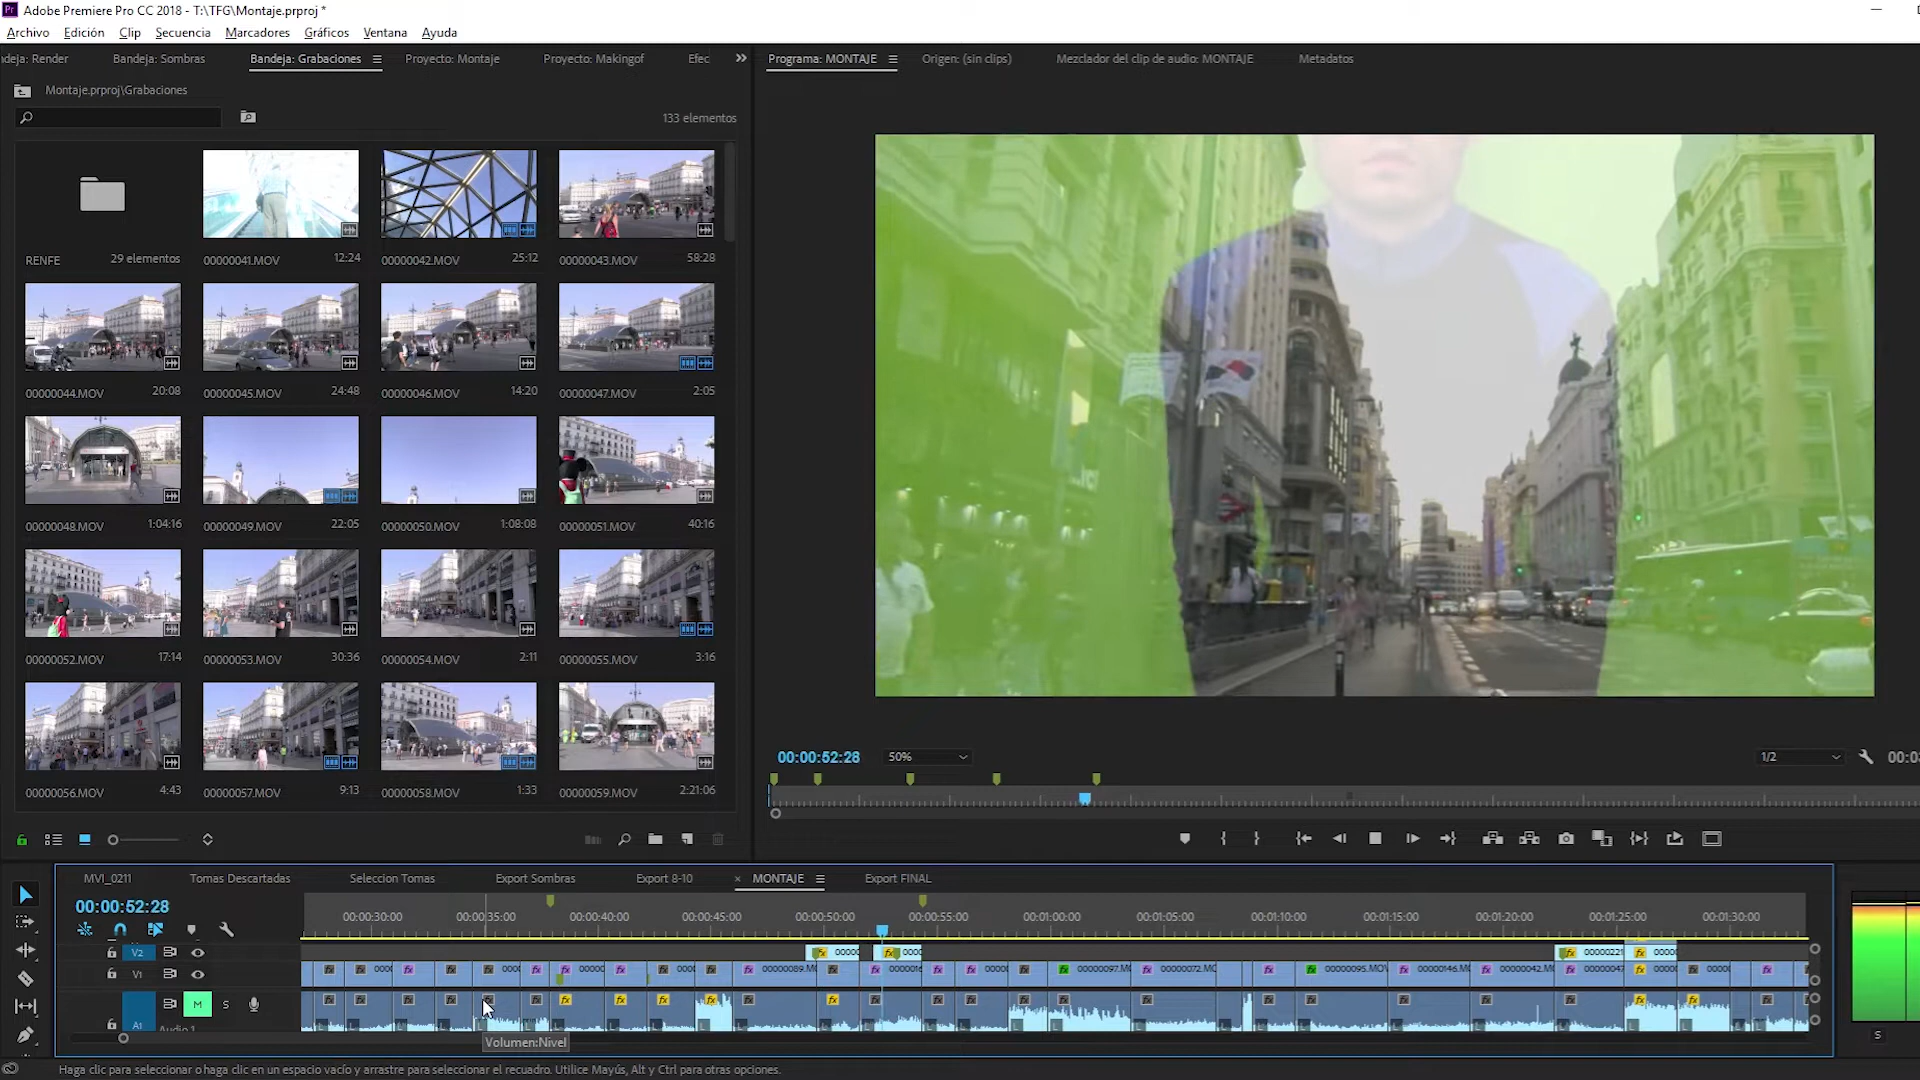 Adobe Premiere Pro CC 2018 - T:\TFG\Montaje.prproj *
Archivo Edición Clip Secuencia Marcadores Gráficos Ventana Ayuda
deja: Render Bandeja: Sombras Bandeja: Grabaciones Proyecto: Montaje Proyecto: Makingof Efec
Programa: MONTAJE Origen: (sin clips) Mezclador del clip de audio: MONTAJE Metadatos
Montaje.prproj\Grabaciones
133 elementos
RENFE 29 elementos 00000041.MOV 12:24 00000042.MOV 25:12 00000043.MOV 58:28
00000044.MOV 20:08 00000045.MOV 24:48 00000046.MOV 14:20 00000047.MOV 2:05
00000048.MOV 1:04:16 00000049.MOV 22:05 00000050.MOV 1:08:08 00000051.MOV 40:16
00000052.MOV 17:14 00000053.MOV 30:36 00000054.MOV 2:11 00000055.MOV 3:16
00000056.MOV 4:43 00000057.MOV 9:13 00000058.MOV 1:33 00000059.MOV 2:21:06
00:00:52:28 50% 1/2
MVI_0211 Tomas Descartadas Seleccion Tomas Export Sombras Export 8-10 × MONTAJE Export FINAL
00:00:52:28
00:00:30:00 00:00:35:00 00:00:40:00 00:00:45:00 00:00:50:00 00:00:55:00 00:01:00:00 00:01:05:00 00:01:10:00 00:01:15:00 00:01:20:00 00:01:25:00 00:01:30:00
V2
V1 00000089.MO 00000097.M 00000072.MO 00000095.MO 00000146.M 00000042.M
M S
A1 Audio 1
Volumen:Nivel
S
Haga clic para seleccionar o haga clic en un espacio vacío y arrastre para seleccionar el recuadro. Utilice Mayús, Alt y Ctrl para otras opciones.